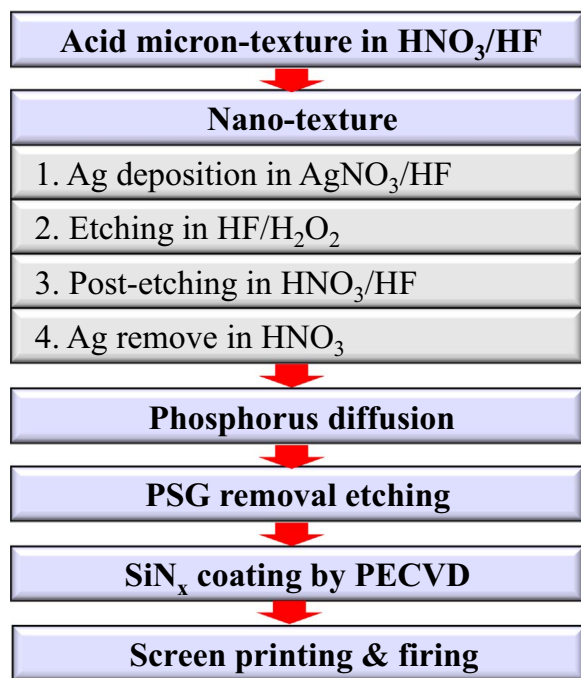 Acid micron-texture in HNO₃/HF
Nano-texture
1. Ag deposition in AgNO₃/HF
2. Etching in HF/H₂O₂
3. Post-etching in HNO₃/HF
4. Ag remove in HNO₃
Phosphorus diffusion
PSG removal etching
SiNₓ coating by PECVD
Screen printing & firing